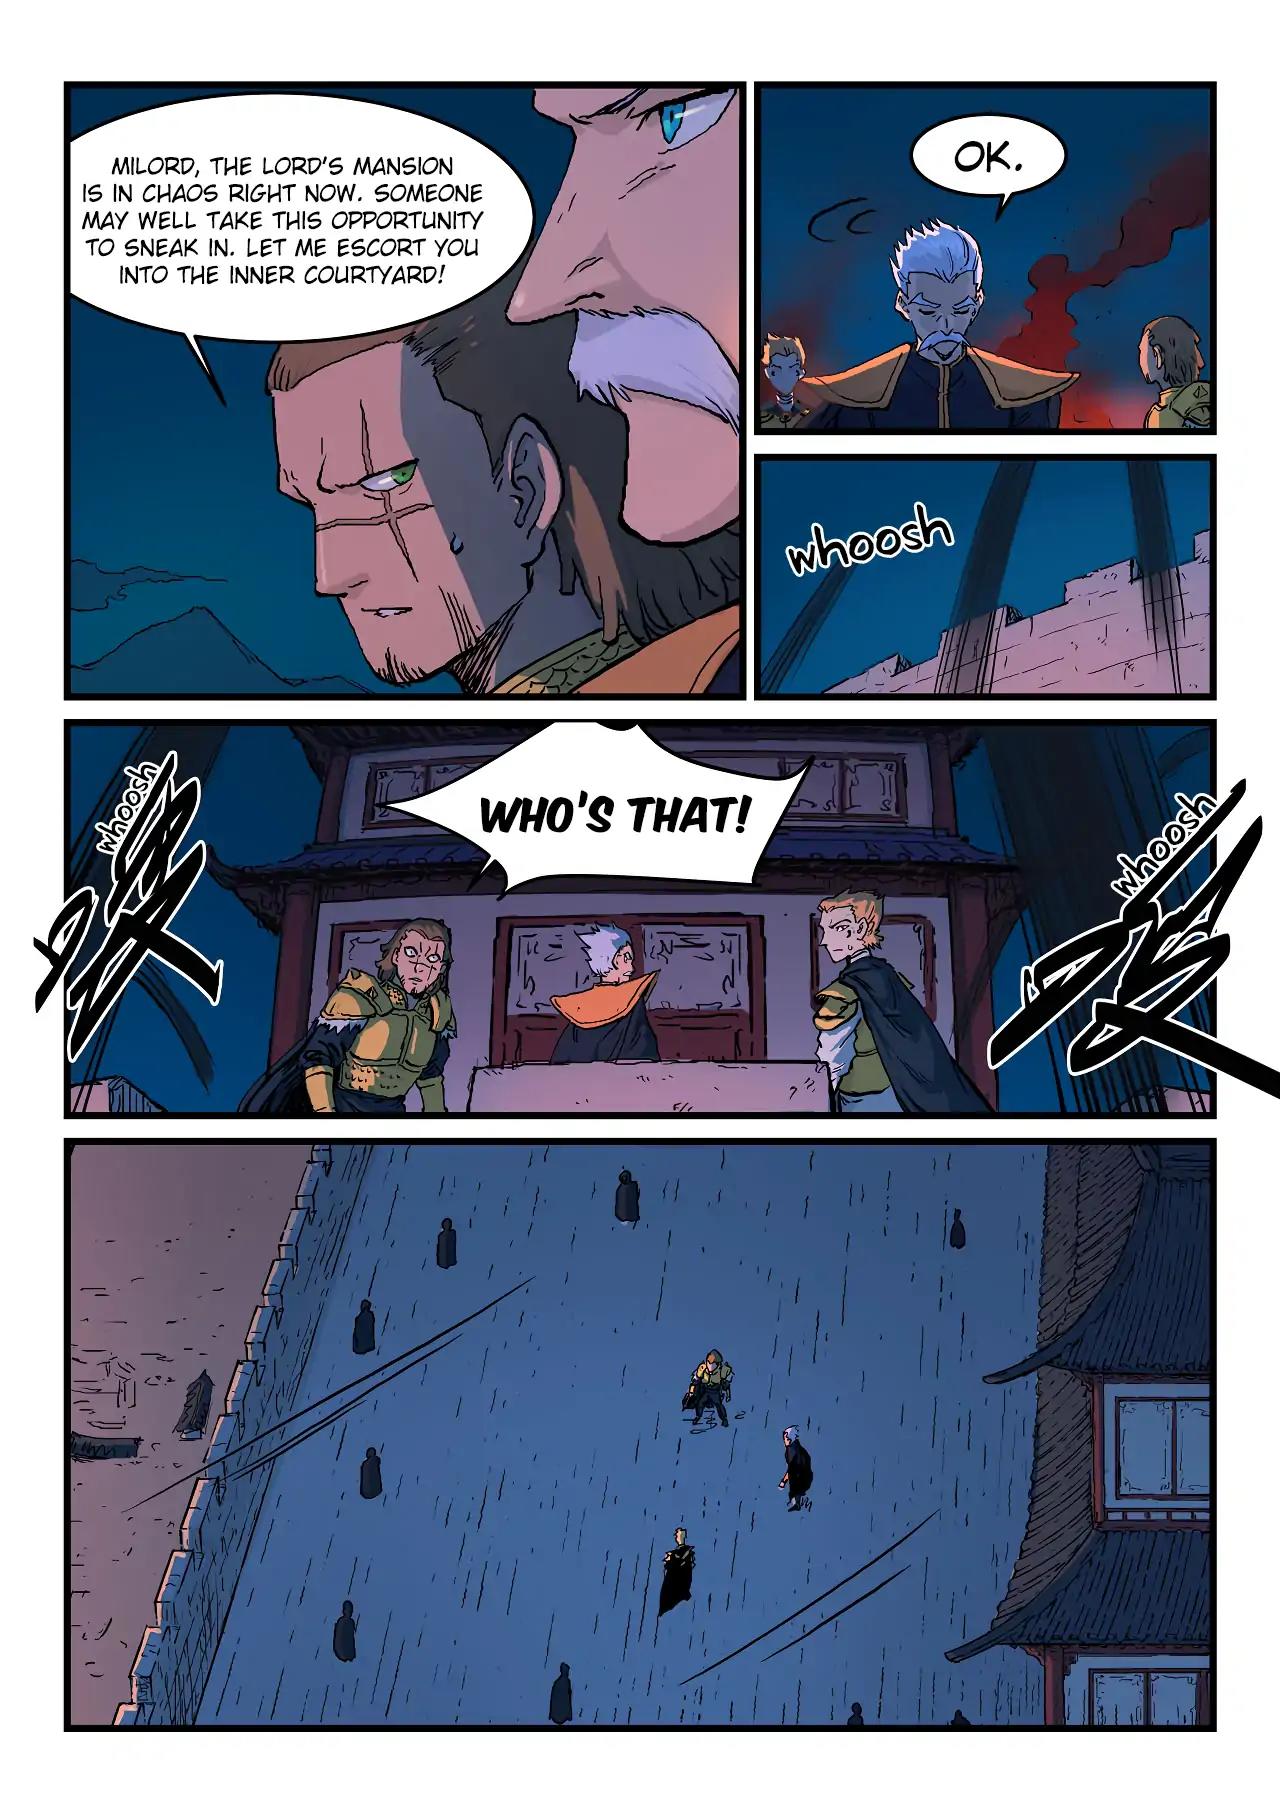 MILORD, THE LORD'S MANSION
IS IN CHAOS RIGHT NOW. SOMEONE
MAY WELL TAKE THIS OPPORTUNITY
TO SNEAK IN. LET ME ESCORT YOU
INTO THE INNER COURTYARD!
OK.
whoosh
WHO'S THAT!
whoosh
whoosh